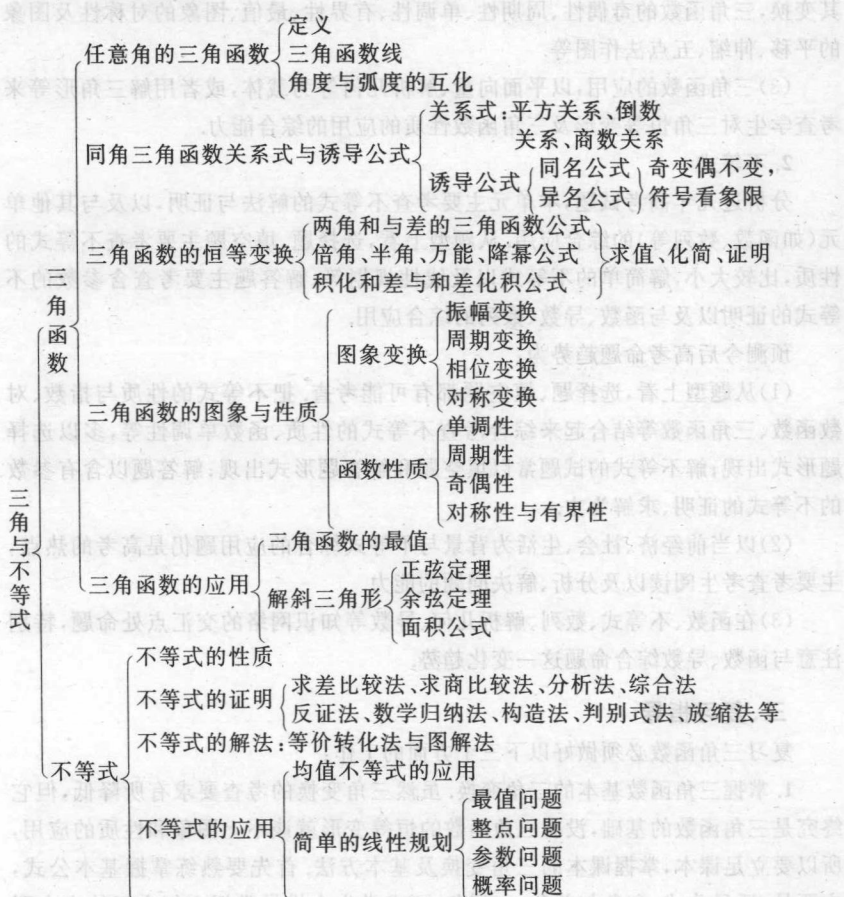 任意角的三角函数
定义
三角函数线
角度与弧度的互化
同角三角函数关系式与诱导公式
关系式:平方关系、倒数
关系、商数关系
诱导公式
同名公式
异名公式
奇变偶不变,
符号看象限
三角函数的恒等变换
两角和与差的三角函数公式
倍角、半角、万能、降幂公式
积化和差与和差化积公式
求值、化简、证明
三角函数
三角函数的图象与性质
图象变换
振幅变换
周期变换
相位变换
对称变换
函数性质
单调性
周期性
奇偶性
对称性与有界性
三角与不等式
三角函数的应用
三角函数的最值
解斜三角形
正弦定理
余弦定理
面积公式
不等式
不等式的性质
不等式的证明
求差比较法、求商比较法、分析法、综合法
反证法、数学归纳法、构造法、判别式法、放缩法等
不等式的解法:等价转化法与图解法
不等式的应用
均值不等式的应用
简单的线性规划
最值问题
整点问题
参数问题
概率问题